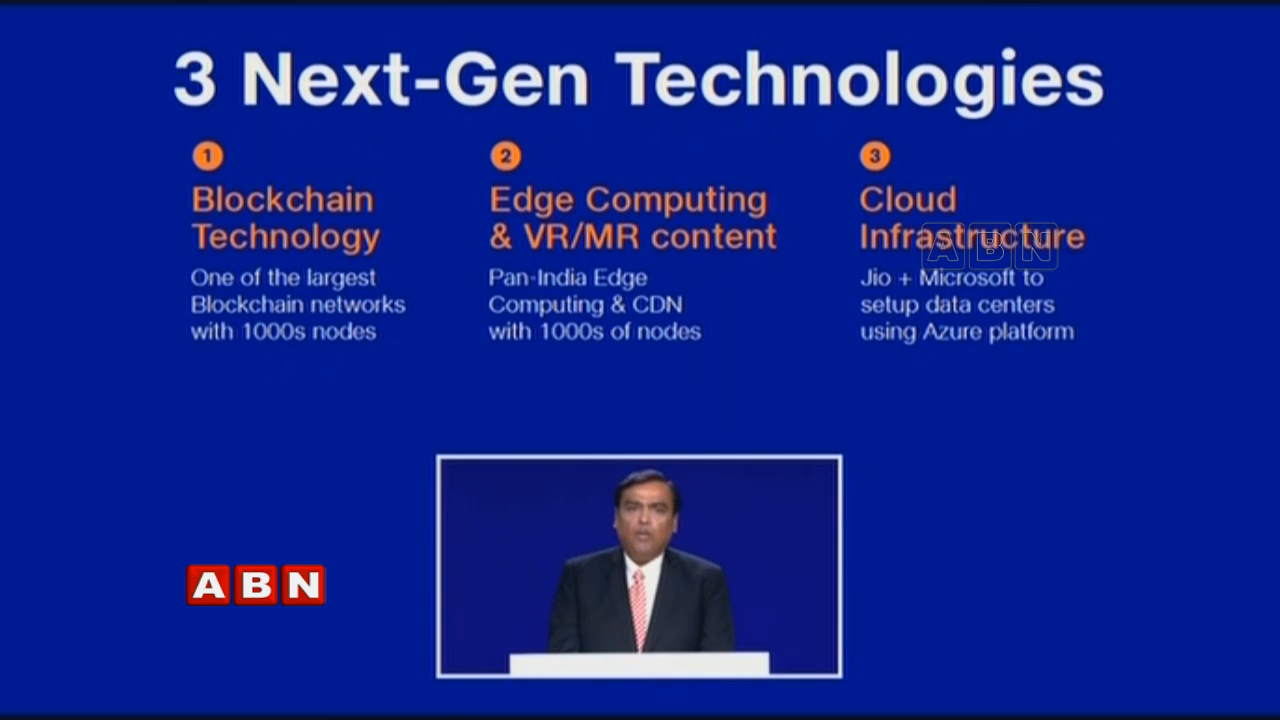 3 Next-Gen Technologies
1
Blockchain
Technology
One of the largest
Blockchain networks
with 1000s nodes
2
Edge Computing
& VR/MR content
Pan-India Edge
Computing & CDN
with 1000s of nodes
3
Cloud
Infrastructure
Jio + Microsoft to
setup data centers
using Azure platform
ABN
ABN